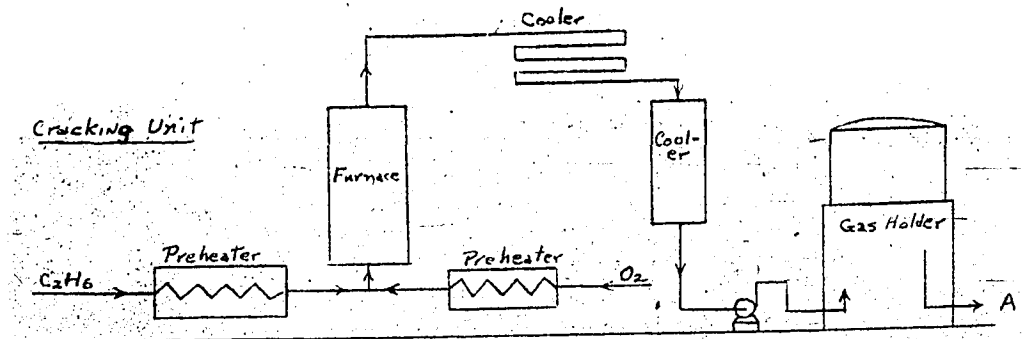 Cooler
Cracking Unit
Furnace
Cool-
er
Gas Holder
Preheater
Preheater
C2H6
O2
A